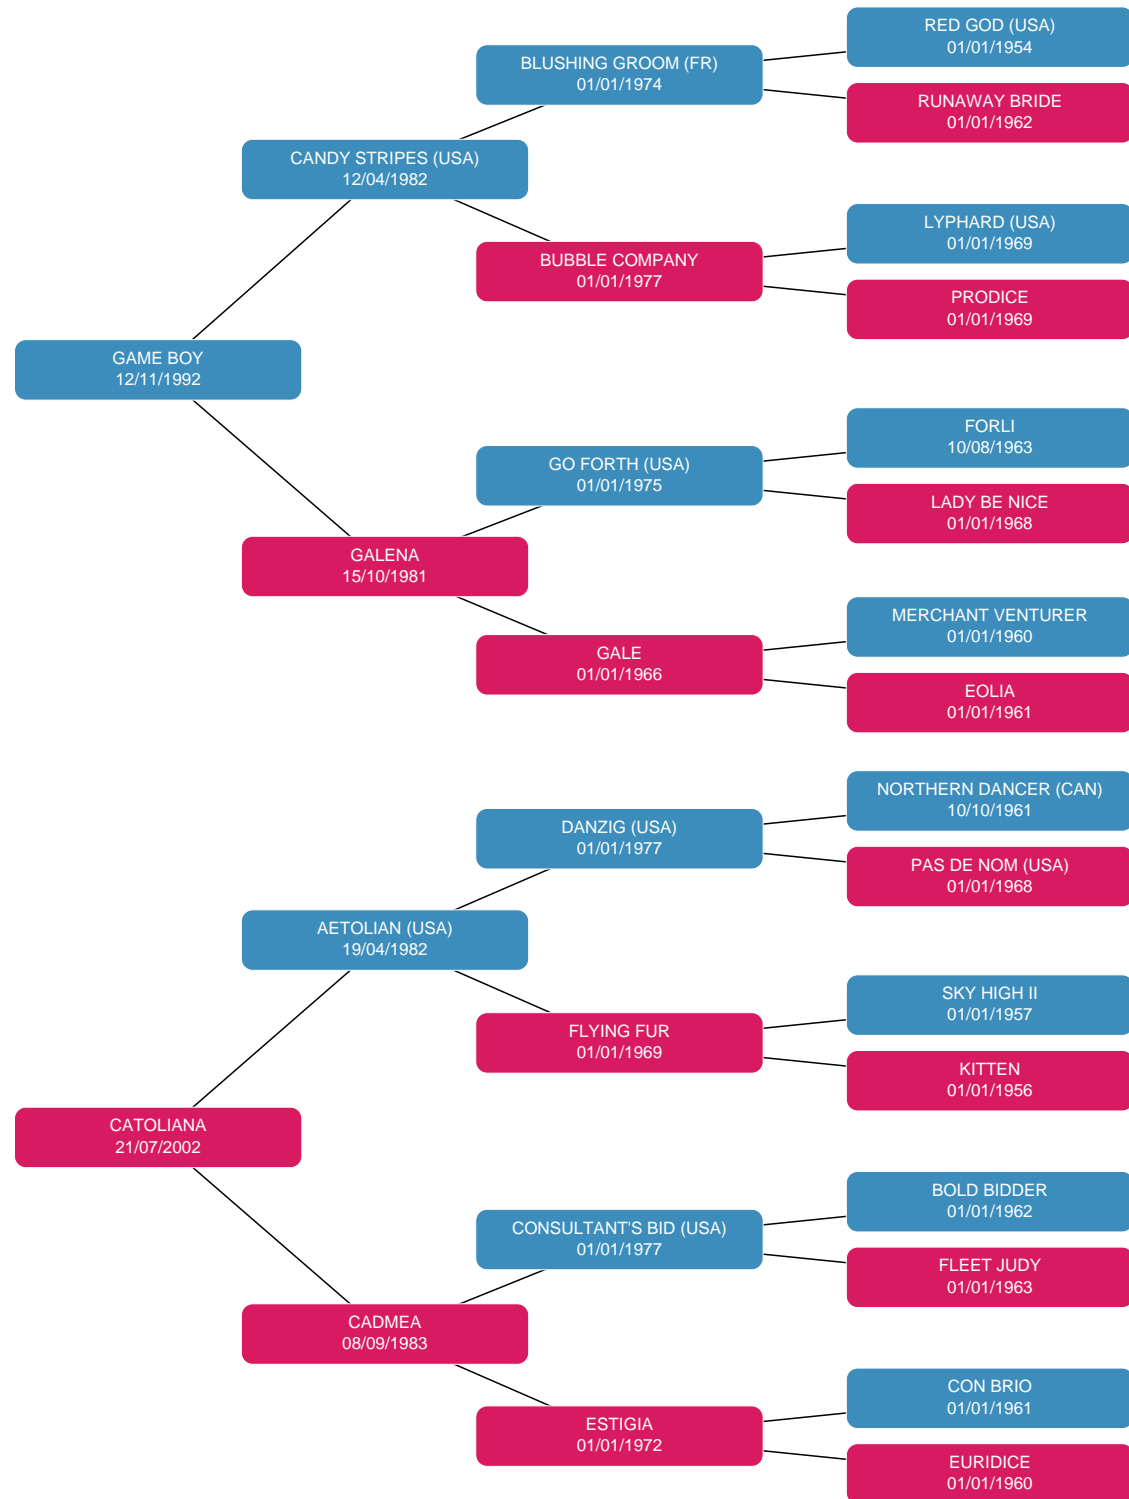 RED GOD (USA)
01/01/1954
BLUSHING GROOM (FR)
01/01/1974
RUNAWAY BRIDE
01/01/1962
CANDY STRIPES (USA)
12/04/1982
LYPHARD (USA)
01/01/1969
BUBBLE COMPANY
01/01/1977
PRODICE
01/01/1969
GAME BOY
12/11/1992
FORLI
10/08/1963
GO FORTH (USA)
01/01/1975
LADY BE NICE
01/01/1968
GALENA
15/10/1981
MERCHANT VENTURER
01/01/1960
GALE
01/01/1966
EOLIA
01/01/1961
NORTHERN DANCER (CAN)
10/10/1961
DANZIG (USA)
01/01/1977
PAS DE NOM (USA)
01/01/1968
AETOLIAN (USA)
19/04/1982
SKY HIGH II
01/01/1957
FLYING FUR
01/01/1969
KITTEN
01/01/1956
CATOLIANA
21/07/2002
BOLD BIDDER
01/01/1962
CONSULTANT'S BID (USA)
01/01/1977
FLEET JUDY
01/01/1963
CADMEA
08/09/1983
CON BRIO
01/01/1961
ESTIGIA
01/01/1972
EURIDICE
01/01/1960